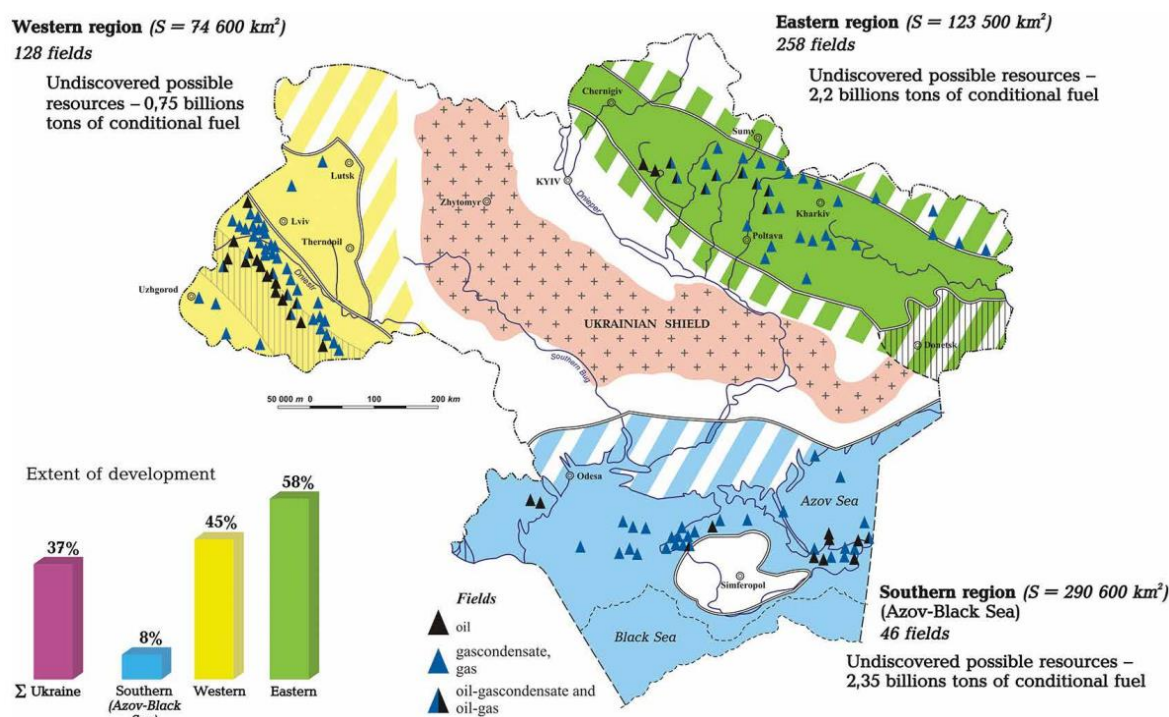 Western region (S = 74 600 km²)
128 fields
Undiscovered possible
resources – 0,75 billions
tons of conditional fuel
Eastern region (S = 123 500 km²)
258 fields
Undiscovered possible resources –
2,2 billions tons of conditional fuel
Chernigiv
Sumy
Lutsk
KYIV
Dnieper
Zhytomyr
Kharkiv
Lviv
Thernopil
Poltava
Dniestr
Uzhgorod
UKRAINIAN SHIELD
Donetsk
Southern Bug
50 000 m 0 100 200 km
Extent of development
58%
45%
37%
8%
Σ Ukraine
Southern
(Azov-Black
Western
Eastern
Odesa
Azov Sea
Simferopol
Black Sea
Fields
oil
gascondensate,
gas
oil-gascondensate and
oil-gas
Southern region (S = 290 600 km²)
(Azov-Black Sea)
46 fields
Undiscovered possible resources –
2,35 billions tons of conditional fuel